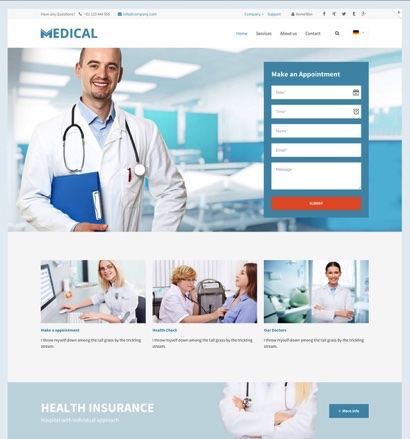 Have any Questions? +01 123 444 555 info@company.com Company Support Anmelden
MEDICAL
Home Services About us Contact
Make an Appointment
Date*
Time*
Name*
Email*
Message
SUBMIT
Make a appointment
I throw myself down among the tall grass by the trickling
stream.
Health Check
I throw myself down among the tall grass by the trickling
stream.
Our Doctors
I throw myself down among the tall grass by the trickling
stream.
HEALTH INSURANCE
Hospital with individual approach
> More info